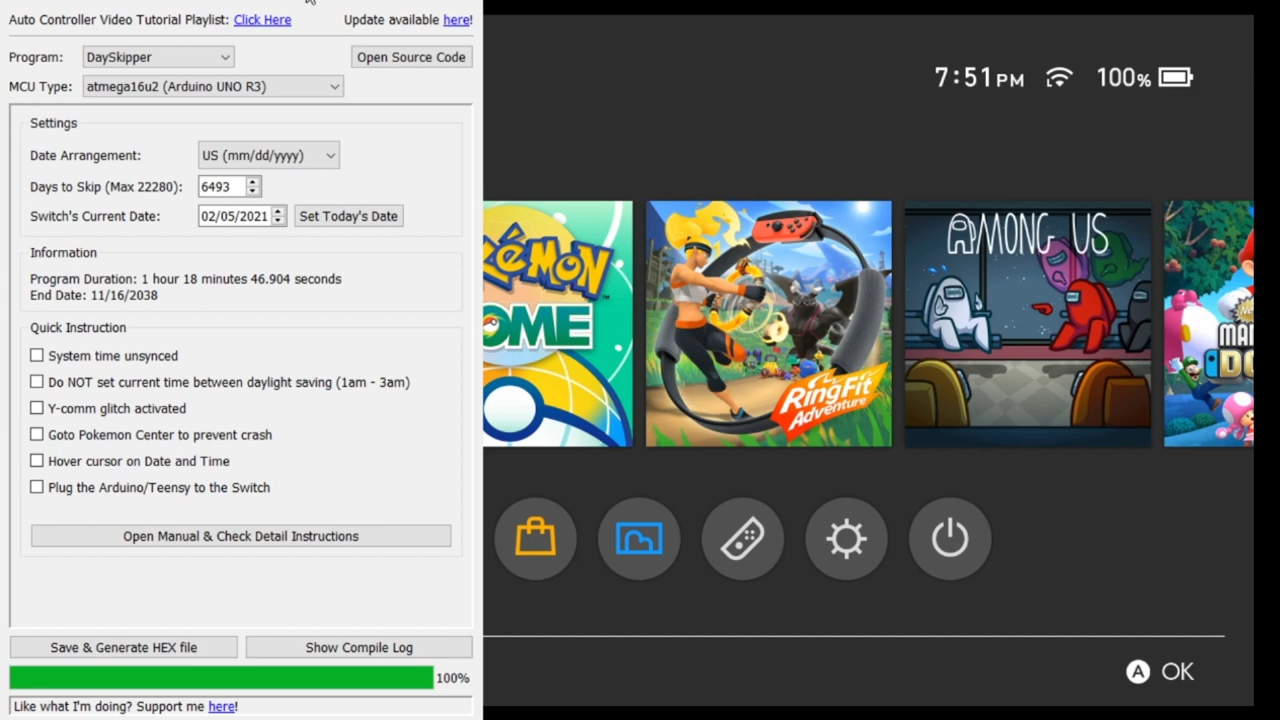 Auto Controller Video Tutorial Playlist: Click Here Update available here!
Program: DaySkipper Open Source Code
MCU Type: atmega16u2 (Arduino UNO R3)
Settings
Date Arrangement: US (mm/dd/yyyy)
Days to Skip (Max 22280): 6493
Switch's Current Date: 02/05/2021 Set Today's Date
Information
Program Duration: 1 hour 18 minutes 46.904 seconds
End Date: 11/16/2038
Quick Instruction
System time unsynced
Do NOT set current time between daylight saving (1am - 3am)
Y-comm glitch activated
Goto Pokemon Center to prevent crash
Hover cursor on Date and Time
Plug the Arduino/Teensy to the Switch
Open Manual & Check Detail Instructions
Save & Generate HEX file Show Compile Log
100%
Like what I'm doing? Support me here!
7:51 PM 100%
kémon
OME
RingFit
Adventure
AMONG US
New
MAR
D
A OK